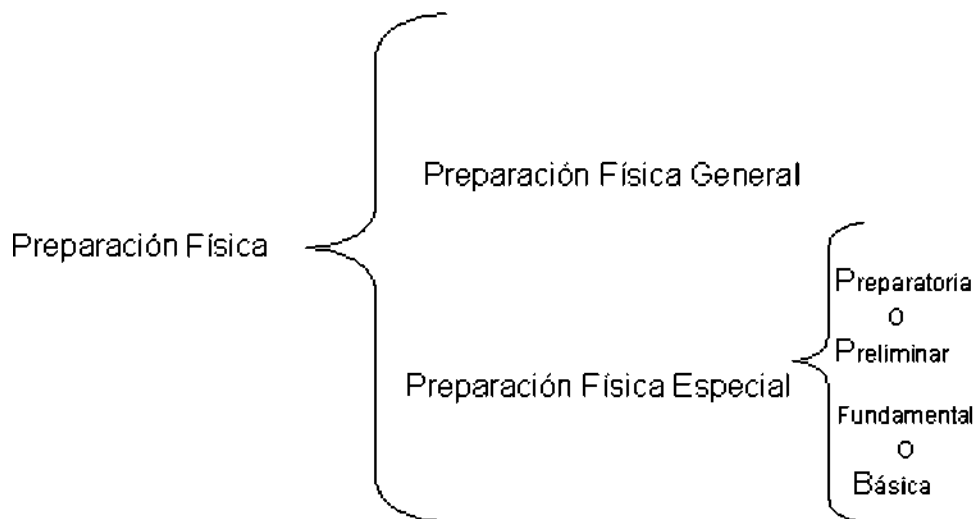 Preparación Física General
Preparación Física
Preparatoria
o
Preliminar
Preparación Física Especial
Fundamental
O
Básica